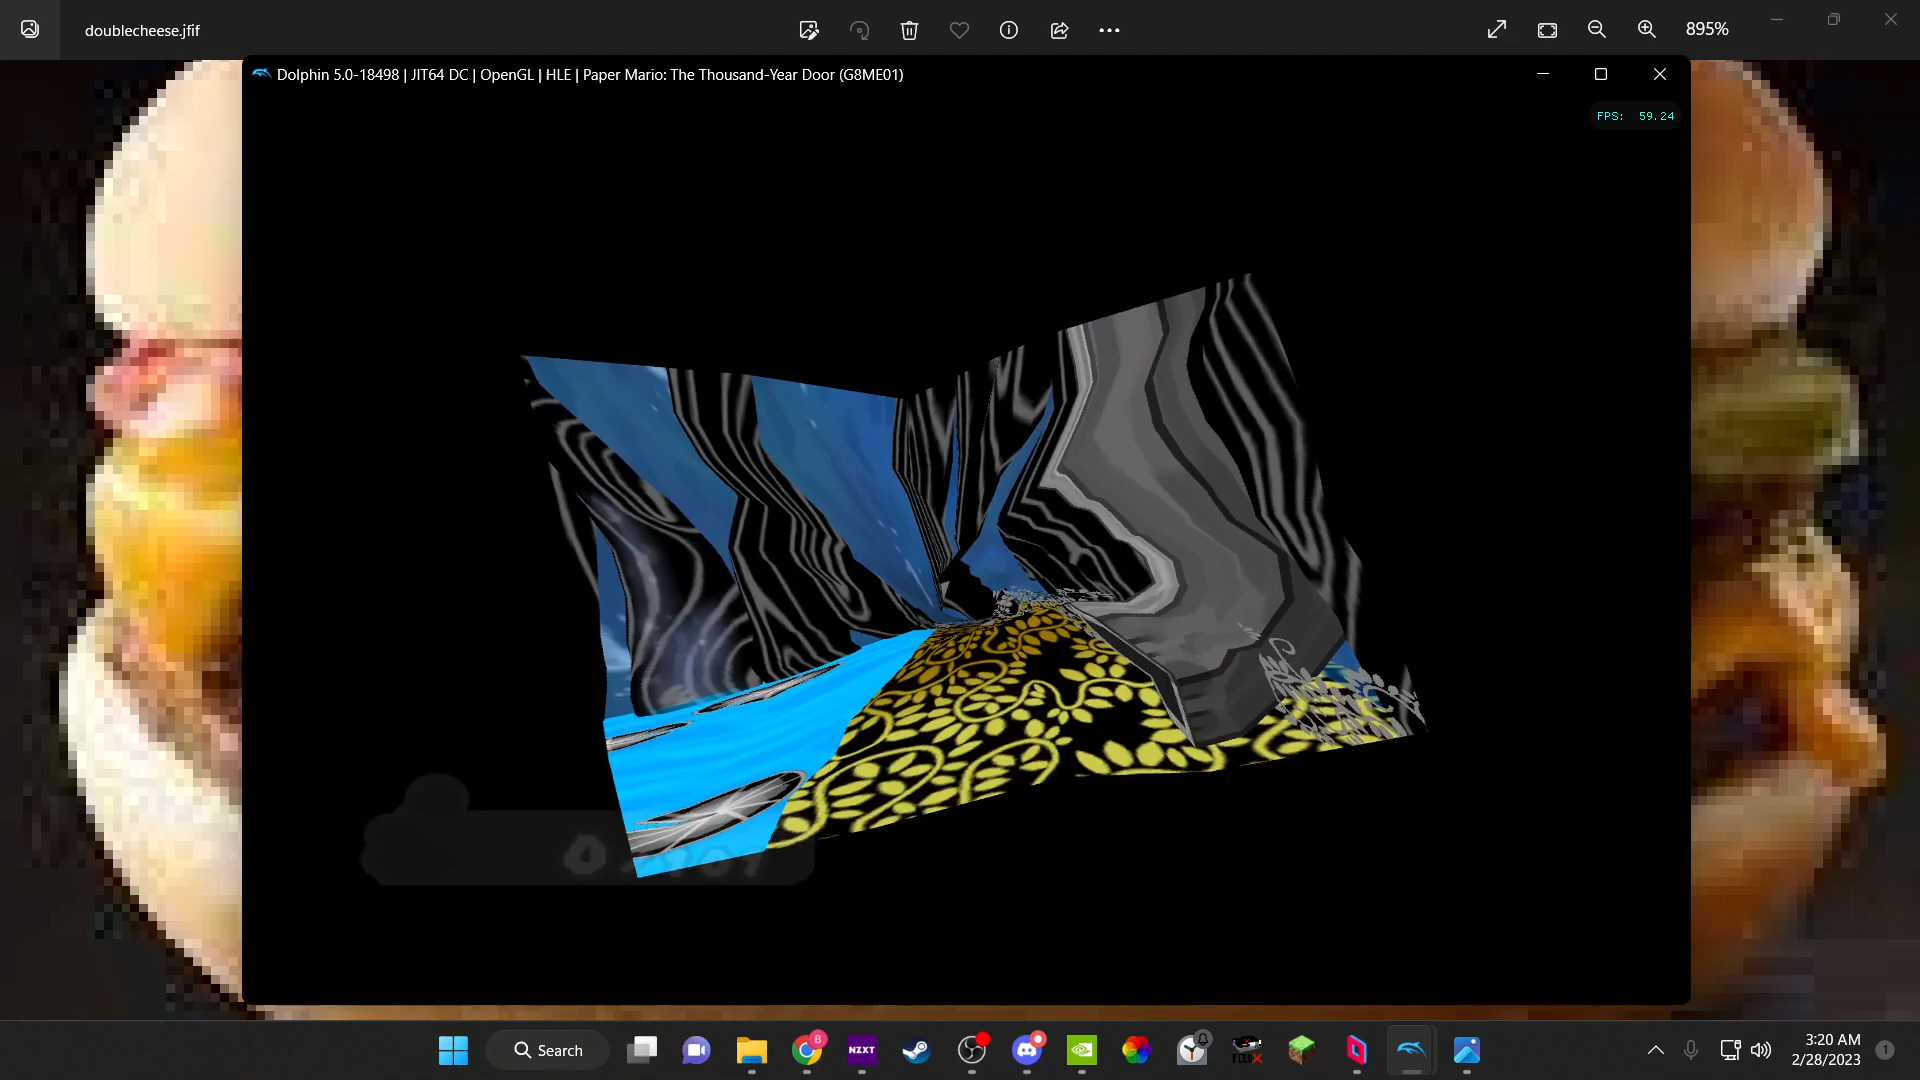 doublecheese.jfif
895%
Dolphin 5.0-18498 | JIT64 DC | OpenGL | HLE | Paper Mario: The Thousand-Year Door (G8ME01)
FPS: 59.24
Search
B
NZXT
3:20 AM
2/28/2023
1